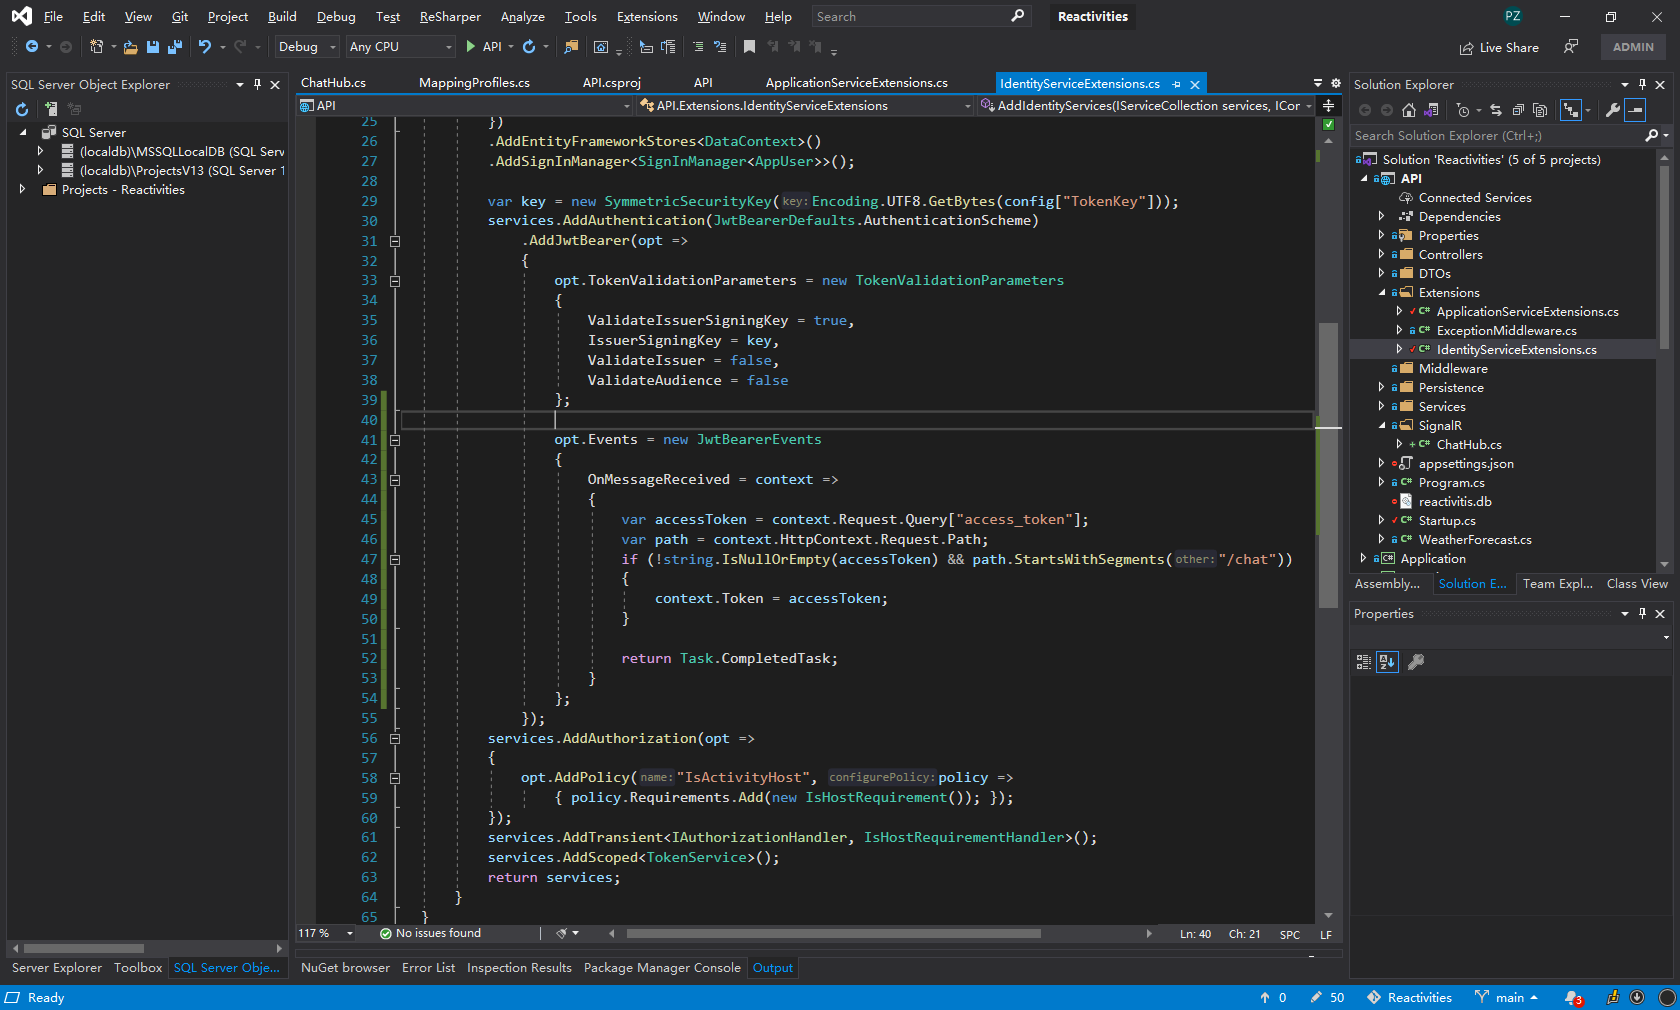 File Edit View Git Project Build Debug Test ReSharper Analyze Tools Extensions Window Help Search Reactivities PZ
Debug Any CPU API Live Share ADMIN
SQL Server Object Explorer
SQL Server
(localdb)\MSSQLLocalDB (SQL Serv
(localdb)\ProjectsV13 (SQL Server 1
Projects - Reactivities
ChatHub.cs MappingProfiles.cs API.csproj API ApplicationServiceExtensions.cs IdentityServiceExtensions.cs
API API.Extensions.IdentityServiceExtensions AddIdentityServices(IServiceCollection services, ICor
25 })
26 .AddEntityFrameworkStores<DataContext>()
27 .AddSignInManager<SignInManager<AppUser>>();
28
29 var key = new SymmetricSecurityKey(key:Encoding.UTF8.GetBytes(config["TokenKey"]));
30 services.AddAuthentication(JwtBearerDefaults.AuthenticationScheme)
31 .AddJwtBearer(opt =>
32 {
33 opt.TokenValidationParameters = new TokenValidationParameters
34 {
35 ValidateIssuerSigningKey = true,
36 IssuerSigningKey = key,
37 ValidateIssuer = false,
38 ValidateAudience = false
39 };
40
41 opt.Events = new JwtBearerEvents
42 {
43 OnMessageReceived = context =>
44 {
45 var accessToken = context.Request.Query["access_token"];
46 var path = context.HttpContext.Request.Path;
47 if (!string.IsNullOrEmpty(accessToken) && path.StartsWithSegments(other:"/chat"))
48 {
49 context.Token = accessToken;
50 }
51
52 return Task.CompletedTask;
53 }
54 };
55 });
56 services.AddAuthorization(opt =>
57 {
58 opt.AddPolicy(name:"IsActivityHost", configurePolicy:policy =>
59 { policy.Requirements.Add(new IsHostRequirement()); });
60 });
61 services.AddTransient<IAuthorizationHandler, IsHostRequirementHandler>();
62 services.AddScoped<TokenService>();
63 return services;
64 }
65 }
117 % No issues found Ln: 40 Ch: 21 SPC LF
Solution Explorer
Search Solution Explorer (Ctrl+;)
Solution 'Reactivities' (5 of 5 projects)
API
Connected Services
Dependencies
Properties
Controllers
DTOs
Extensions
ApplicationServiceExtensions.cs
ExceptionMiddleware.cs
IdentityServiceExtensions.cs
Middleware
Persistence
Services
SignalR
ChatHub.cs
appsettings.json
Program.cs
reactivitis.db
Startup.cs
WeatherForecast.cs
Application
Assembly... Solution E... Team Expl... Class View
Properties
Server Explorer Toolbox SQL Server Obje... NuGet browser Error List Inspection Results Package Manager Console Output
Ready 0 50 Reactivities main 3